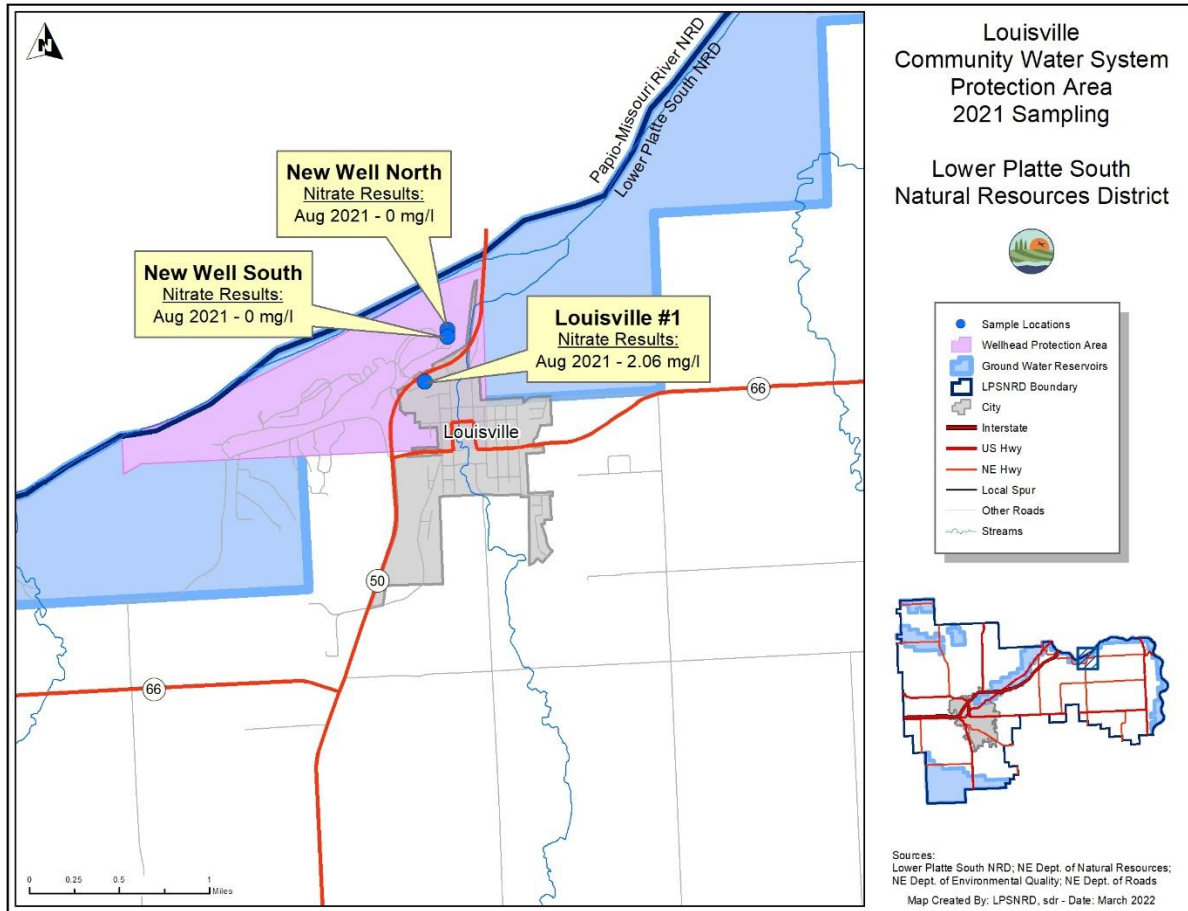 Louisville
Community Water System
Protection Area
2021 Sampling
Lower Platte South
Natural Resources District
N
Papio-Missouri River NRD
Lower Platte South NRD
New Well North
Nitrate Results:
Aug 2021 - 0 mg/l
New Well South
Nitrate Results:
Aug 2021 - 0 mg/l
Louisville #1
Nitrate Results:
Aug 2021 - 2.06 mg/l
66
Louisville
50
66
0 0.25 0.5 1
Miles
Sample Locations
Wellhead Protection Area
Ground Water Reservoirs
LPSNRD Boundary
City
Interstate
US Hwy
NE Hwy
Local Spur
Other Roads
Streams
Sources:
Lower Platte South NRD; NE Dept. of Natural Resources;
NE Dept. of Environmental Quality; NE Dept. of Roads
Map Created By: LPSNRD, sdr - Date: March 2022